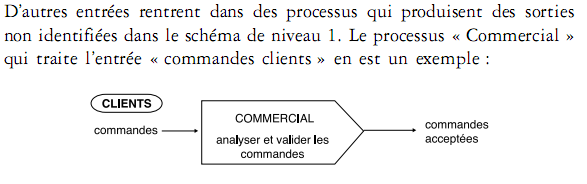 D'autres entrées rentrent dans des processus qui produisent des sorties
non identifiées dans le schéma de niveau 1. Le processus « Commercial »
qui traite l'entrée « commandes clients » en est un exemple :
CLIENTS
commandes
COMMERCIAL
analyser et valider les
commandes
commandes
acceptées